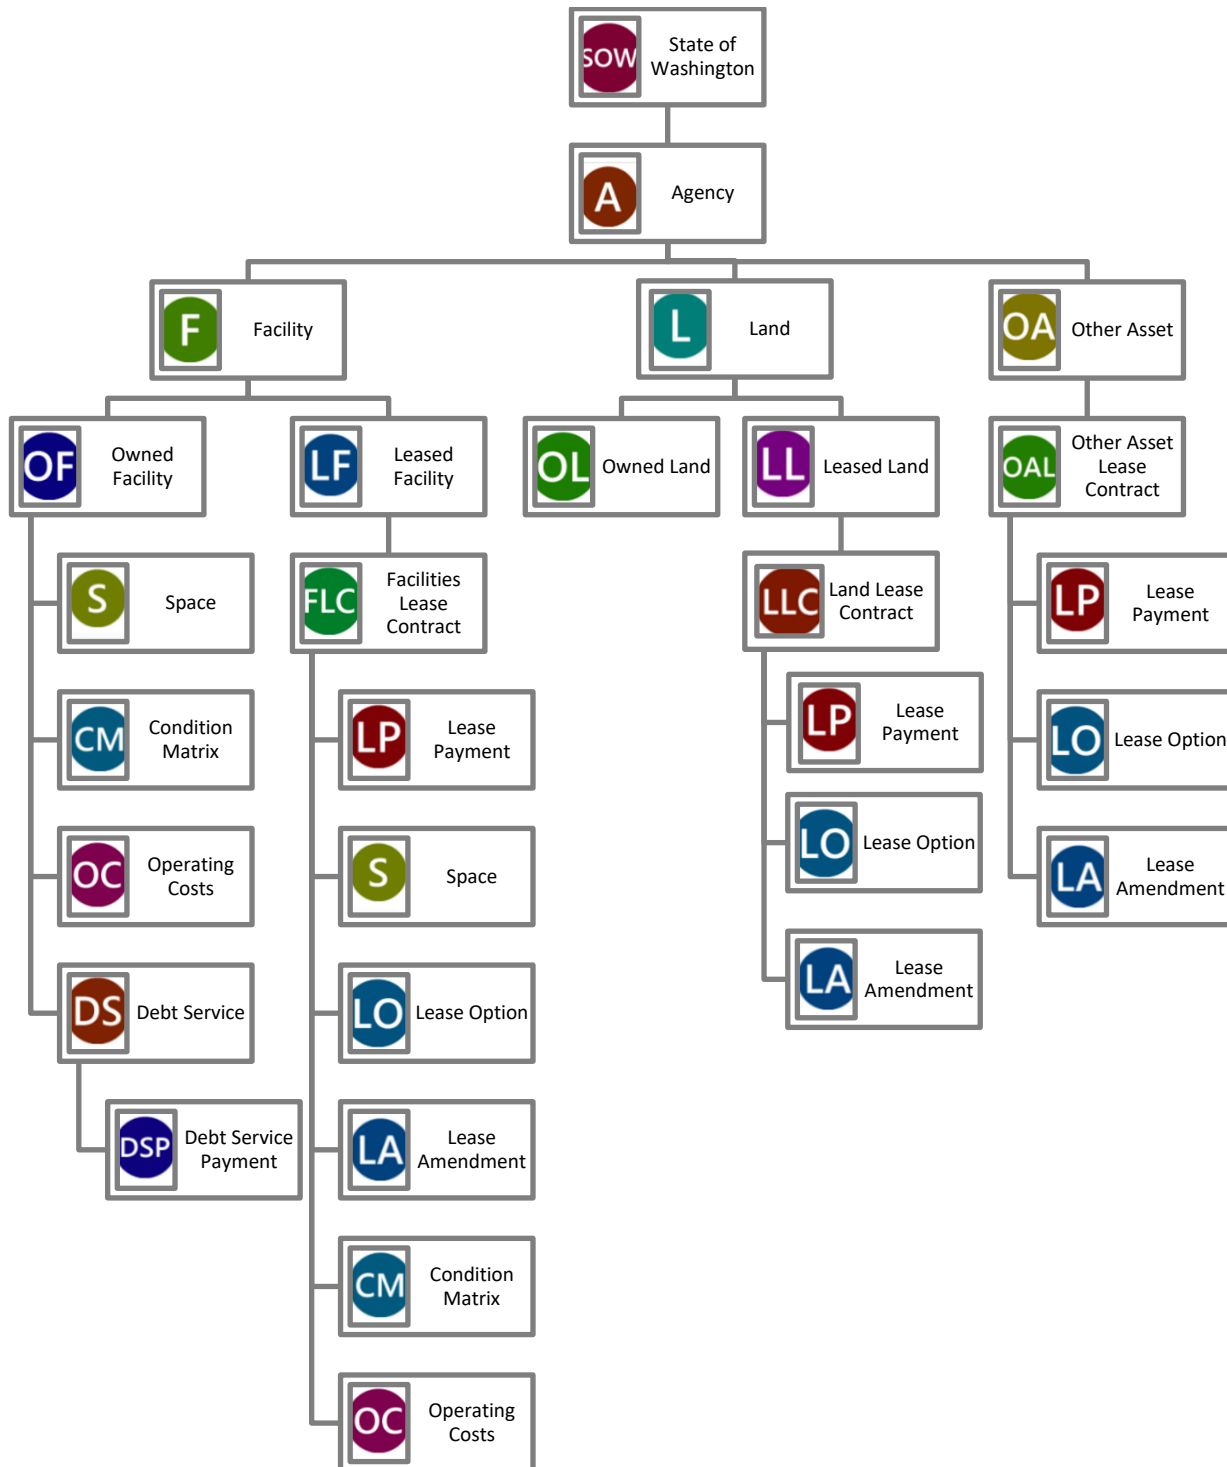 SOW
State of
Washington
A
Agency
F
Facility
L
Land
OA
Other Asset
OF
Owned
Facility
LF
Leased
Facility
OL
Owned Land
LL
Leased Land
OAL
Other Asset
Lease
Contract
S
Space
FLC
Facilities
Lease
Contract
LLC
Land Lease
Contract
LP
Lease
Payment
CM
Condition
Matrix
LP
Lease
Payment
LP
Lease
Payment
LO
Lease Option
OC
Operating
Costs
S
Space
LO
Lease Option
LA
Lease
Amendment
DS
Debt Service
LO
Lease Option
LA
Lease
Amendment
DSP
Debt Service
Payment
LA
Lease
Amendment
CM
Condition
Matrix
OC
Operating
Costs